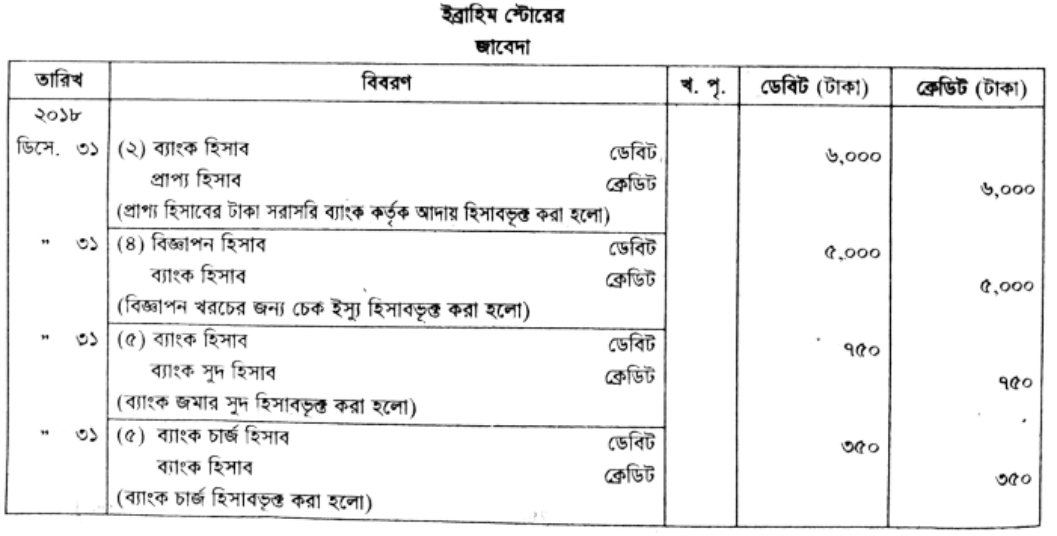 ইব্রাহিম স্টোরের
জাবেদা
তারিখ বিবরণ খ. পৃ. ডেবিট (টাকা) ক্রেডিট (টাকা)
২০১৮
ডিসে. ৩১ (২) ব্যাংক হিসাব ডেবিট ৬,০০০
প্রাপ্য হিসাব ক্রেডিট ৬,০০০
(প্রাপ্য হিসাবের টাকা সরাসরি ব্যাংক কর্তৃক আদায় হিসাবভুক্ত করা হলো)
" ৩১ (৪) বিজ্ঞাপন হিসাব ডেবিট ৫,০০০
ব্যাংক হিসাব ক্রেডিট ৫,০০০
(বিজ্ঞাপন খরচের জন্য চেক ইস্যু হিসাবভুক্ত করা হলো)
" ৩১ (৫) ব্যাংক হিসাব ডেবিট ৭৫০
ব্যাংক সুদ হিসাব ক্রেডিট ৭৫০
(ব্যাংক জমার সুদ হিসাবভুক্ত করা হলো)
" ৩১ (৫) ব্যাংক চার্জ হিসাব ডেবিট ৩৫০
ব্যাংক হিসাব ক্রেডিট ৩৫০
(ব্যাংক চার্জ হিসাবভুক্ত করা হলো)